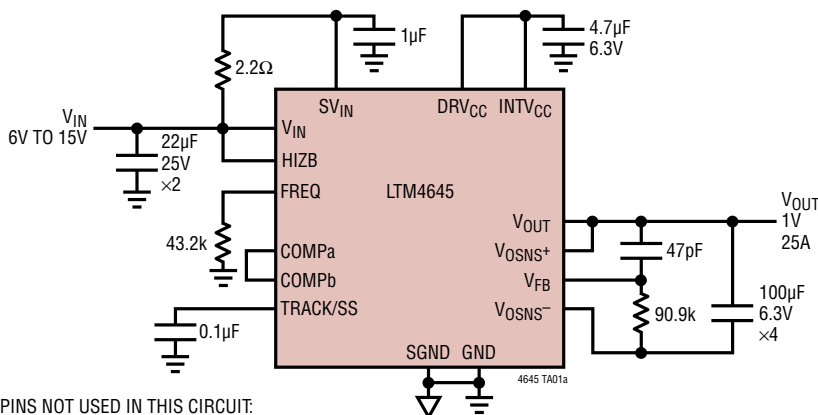 1µF
4.7µF
6.3V
2.2Ω
SVIN
DRVCC
INTVCC
VIN
6V TO 15V
VIN
22µF
25V
×2
HIZB
FREQ
LTM4645
43.2k
COMPa
COMPb
TRACK/SS
0.1µF
VOUT
VOSNS+
VFB
VOSNS–
VOUT
1V
25A
47pF
90.9k
100µF
6.3V
×4
SGND
GND
4645 TA01a
PINS NOT USED IN THIS CIRCUIT: